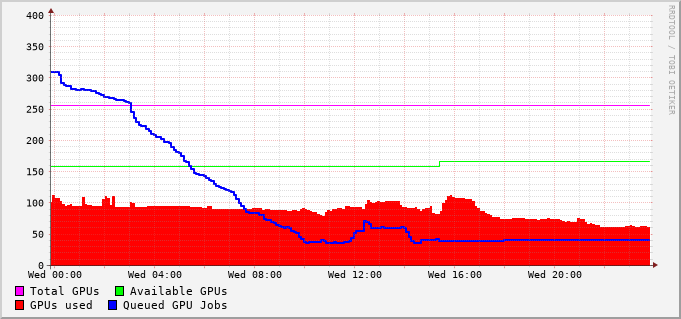 400
350
300
250
200
150
100
50
0
Wed 00:00 Wed 04:00 Wed 08:00 Wed 12:00 Wed 16:00 Wed 20:00
Total GPUs Available GPUs
GPUs used Queued GPU Jobs
RRDTOOL / TOBI OETIKER